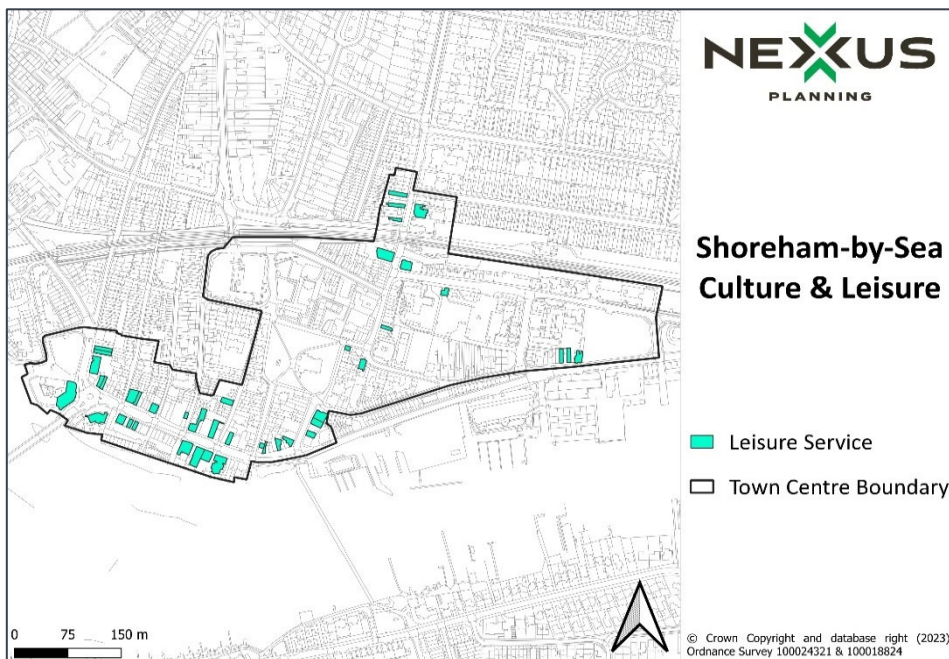 NEXUS
PLANNING
Shoreham-by-Sea
Culture & Leisure
Leisure Service
Town Centre Boundary
0 75 150 m
© Crown Copyright and database right (2023)
Ordnance Survey 100024321 & 100018824